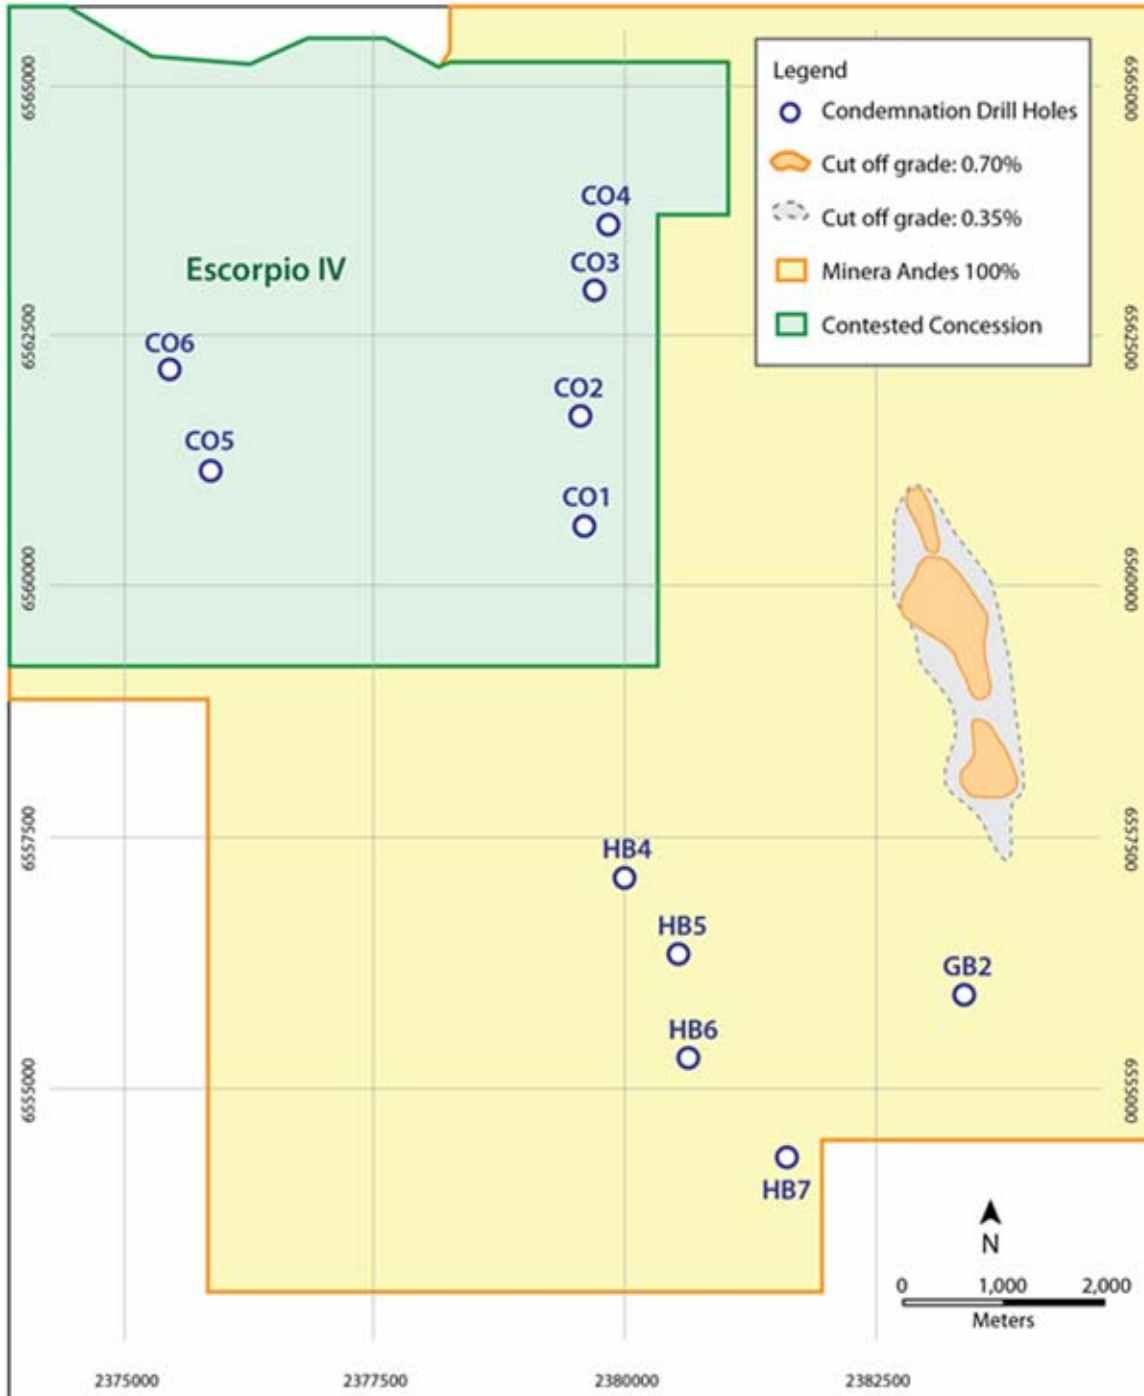 Legend
Condemnation Drill Holes
Cut off grade: 0.70%
Cut off grade: 0.35%
Minera Andes 100%
Contested Concession
6565000
6565000
CO4
CO3
Escorpio IV
6562500
6562500
CO6
CO2
CO5
CO1
6560000
6560000
6557500
6557500
HB4
HB5
GB2
HB6
6555000
6555000
HB7
N
0 1,000 2,000
Meters
2375000 2377500 2380000 2382500